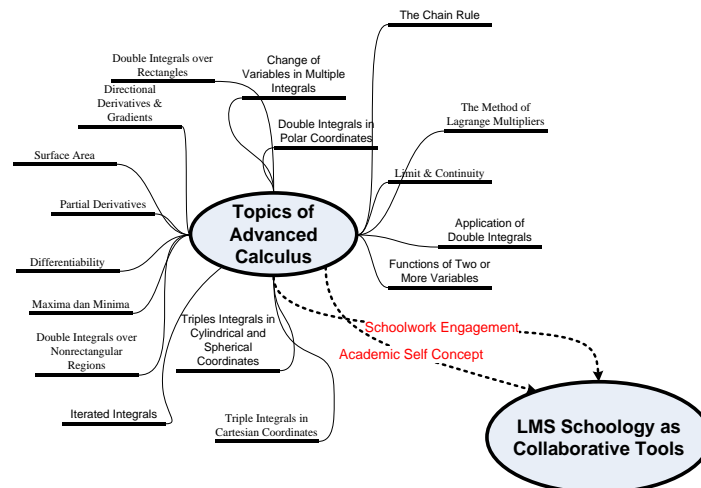 The Chain Rule
Double Integrals over
Rectangles
Change of
Variables in Multiple
Integrals
Directional
Derivatives &
Gradients
The Method of
Lagrange Multipliers
Double Integrals in
Polar Coordinates
Surface Area
Limit & Continuity
Partial Derivatives
Topics of
Advanced
Calculus
Application of
Double Integrals
Differentiability
Functions of Two or
More Variables
Maxima dan Minima
Triples Integrals in
Cylindrical and
Spherical
Coordinates
Schoolwork Engagement
Double Integrals over
Nonrectangular
Regions
Academic Self Concept
Iterated Integrals
Triple Integrals in
Cartesian Coordinates
LMS Schoology as
Collaborative Tools